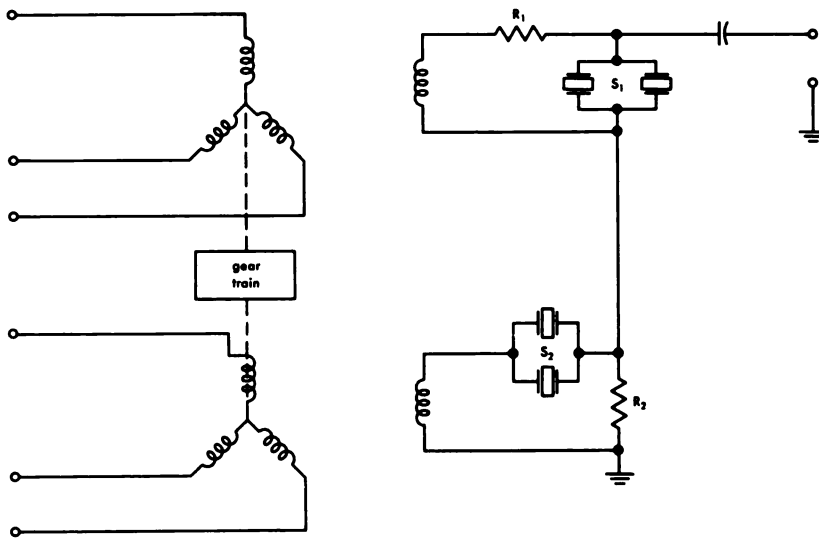 R₁
S₁
gear
train
S₂
R₂